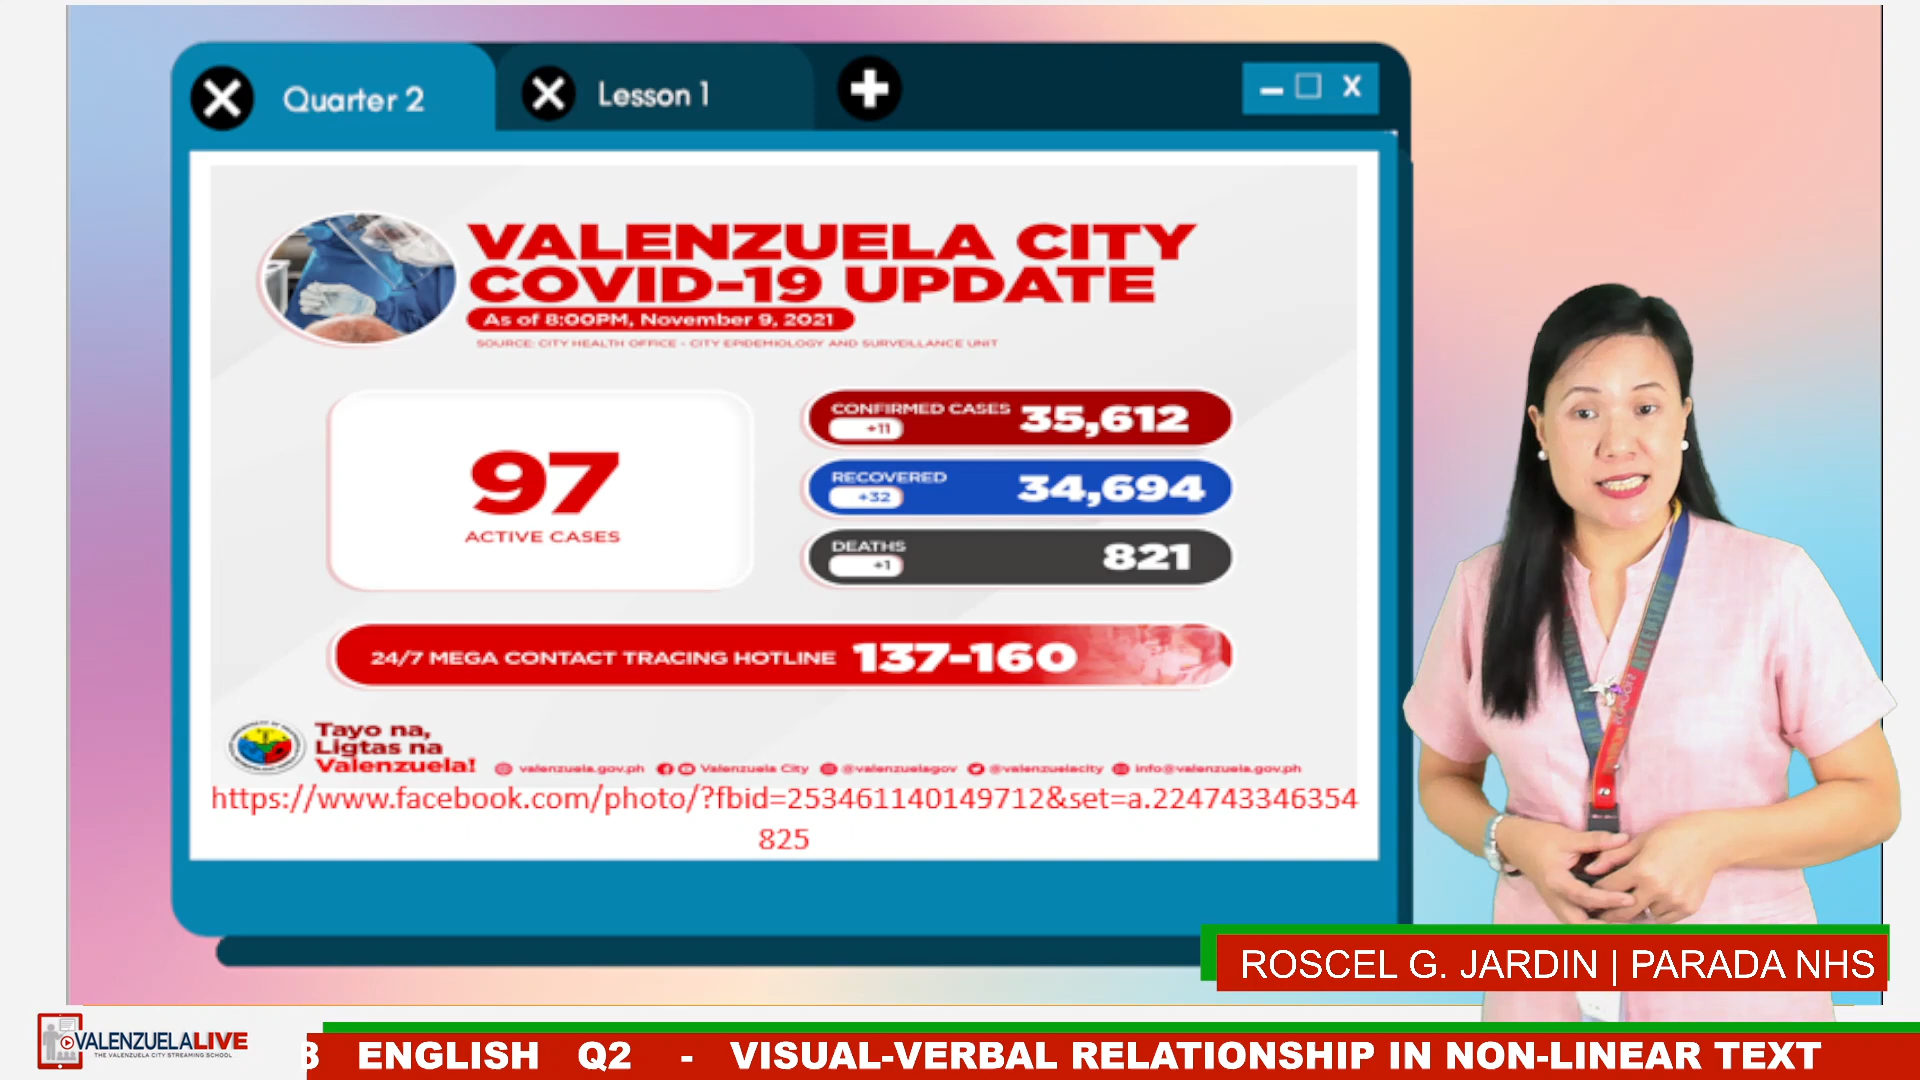 Quarter 2
Lesson 1
VALENZUELA CITY
COVID-19 UPDATE
As of 8:00PM, November 9, 2021
SOURCE: CITY HEALTH OFFICE - CITY EPIDEMIOLOGY AND SURVEILLANCE UNIT
97
ACTIVE CASES
CONFIRMED CASES 35,612
+11
RECOVERED 34,694
+32
DEATHS 821
+1
24/7 MEGA CONTACT TRACING HOTLINE 137-160
Tayo na,
Ligtas na
Valenzuela!
valenzuela.gov.ph Valenzuela City @valenzuelagov @valenzuelacity info@valenzuela.gov.ph
https://www.facebook.com/photo/?fbid=253461140149712&set=a.224743346354
825
ROSCEL G. JARDIN | PARADA NHS
VALENZUELALIVE
THE VALENZUELA CITY STREAMING SCHOOL
8 ENGLISH Q2 - VISUAL-VERBAL RELATIONSHIP IN NON-LINEAR TEXT